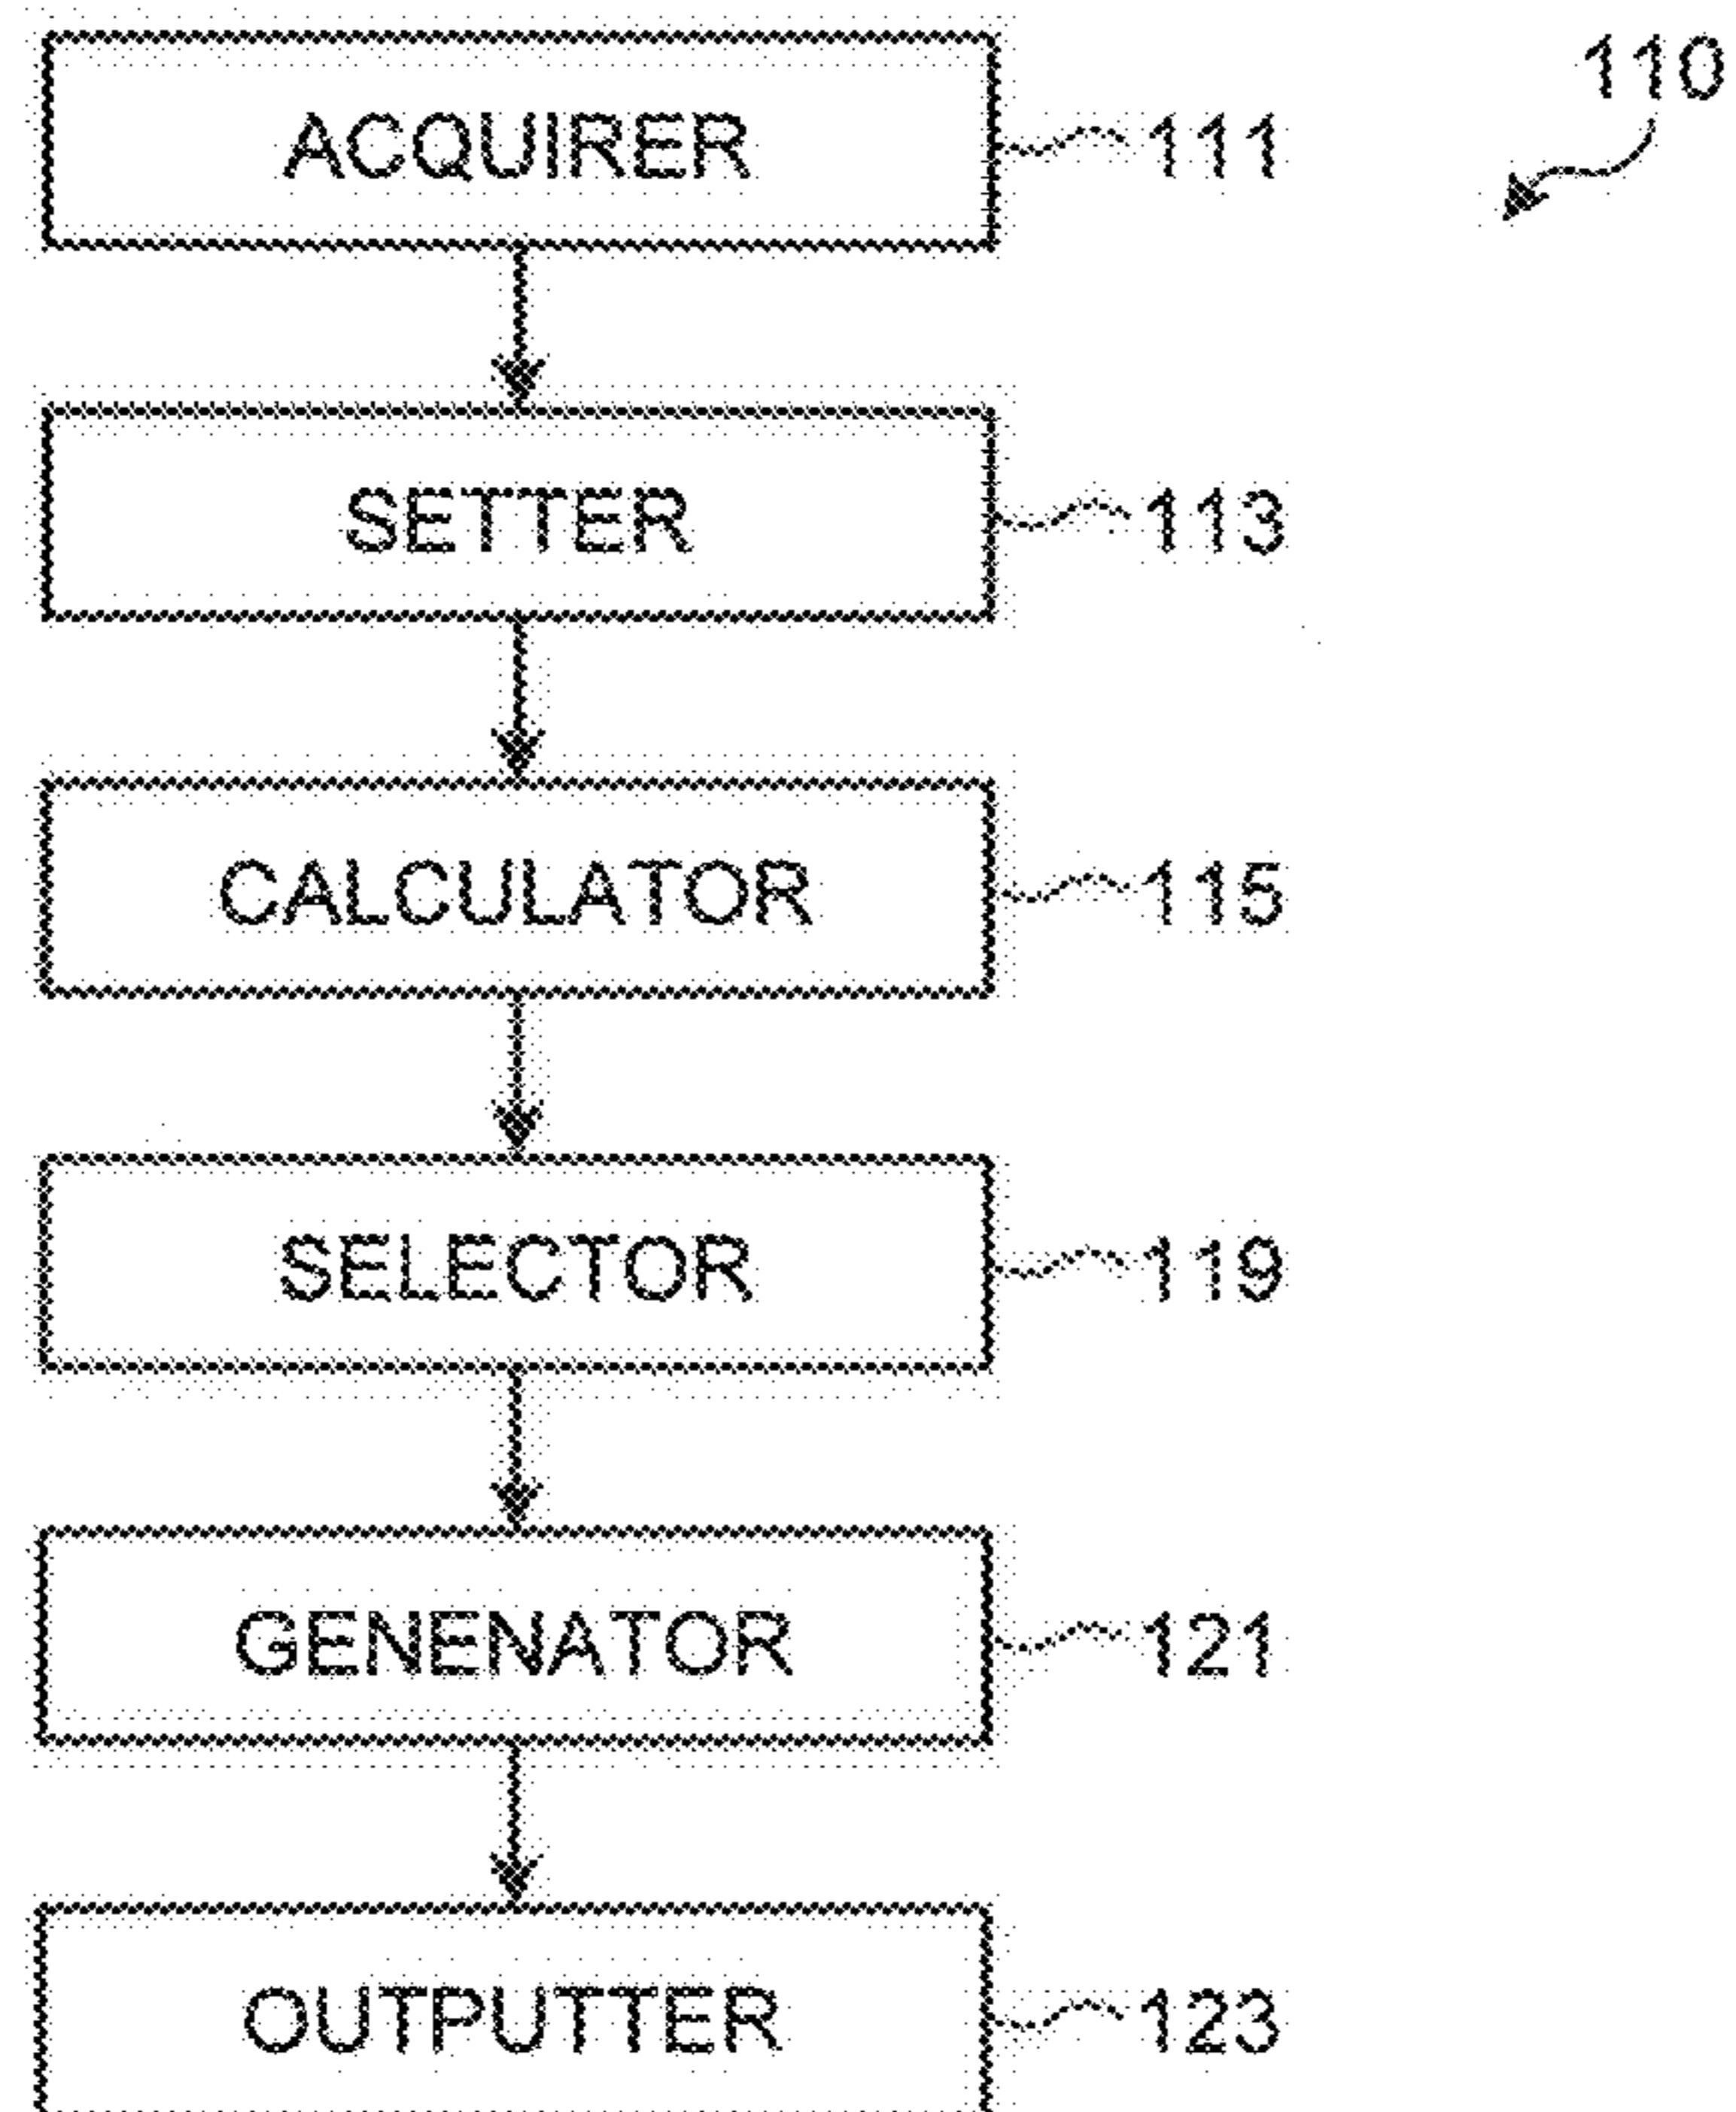 110
ACQUIRER 111
SETTER 113
CALCULATOR 115
SELECTOR 119
GENENATOR 121
OUTPUTTER 123